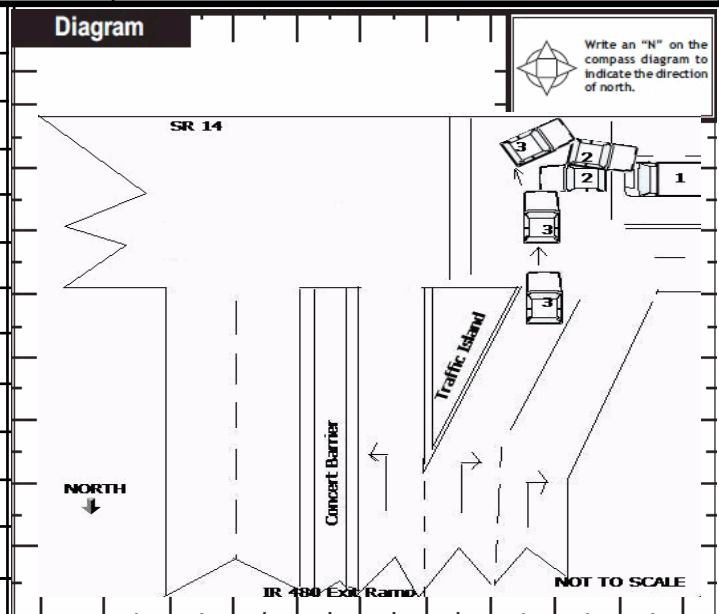 Diagram
Write an "N" on the
compass diagram to
indicate the direction
of north.
SR 14
3
2
2
1
3
3
Traffic Island
Concert Barrier
NORTH
IR 480 Exit Ramp
NOT TO SCALE